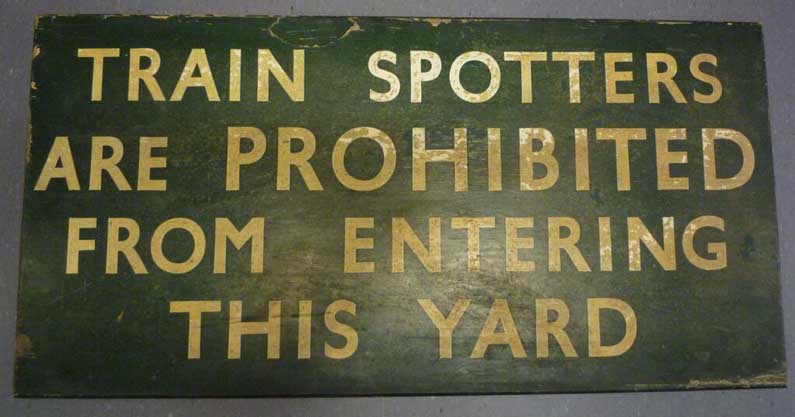 TRAIN SPOTTERS
ARE PROHIBITED
FROM ENTERING
THIS YARD